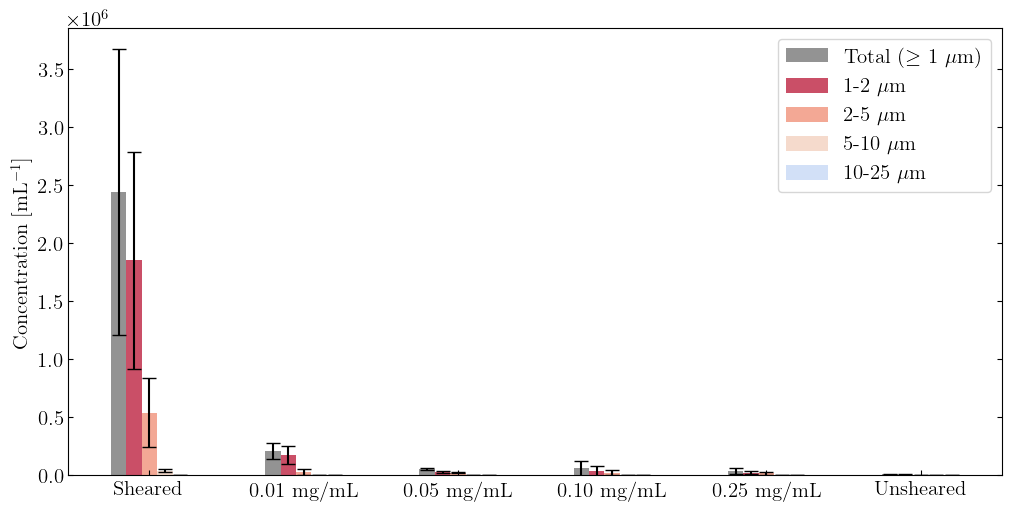 ×10⁶
3.5
3.0
2.5
2.0
1.5
1.0
0.5
0.0
Concentration [mL⁻¹]
Total (≥ 1 μm)
1-2 μm
2-5 μm
5-10 μm
10-25 μm
Sheared 0.01 mg/mL 0.05 mg/mL 0.10 mg/mL 0.25 mg/mL Unsheared